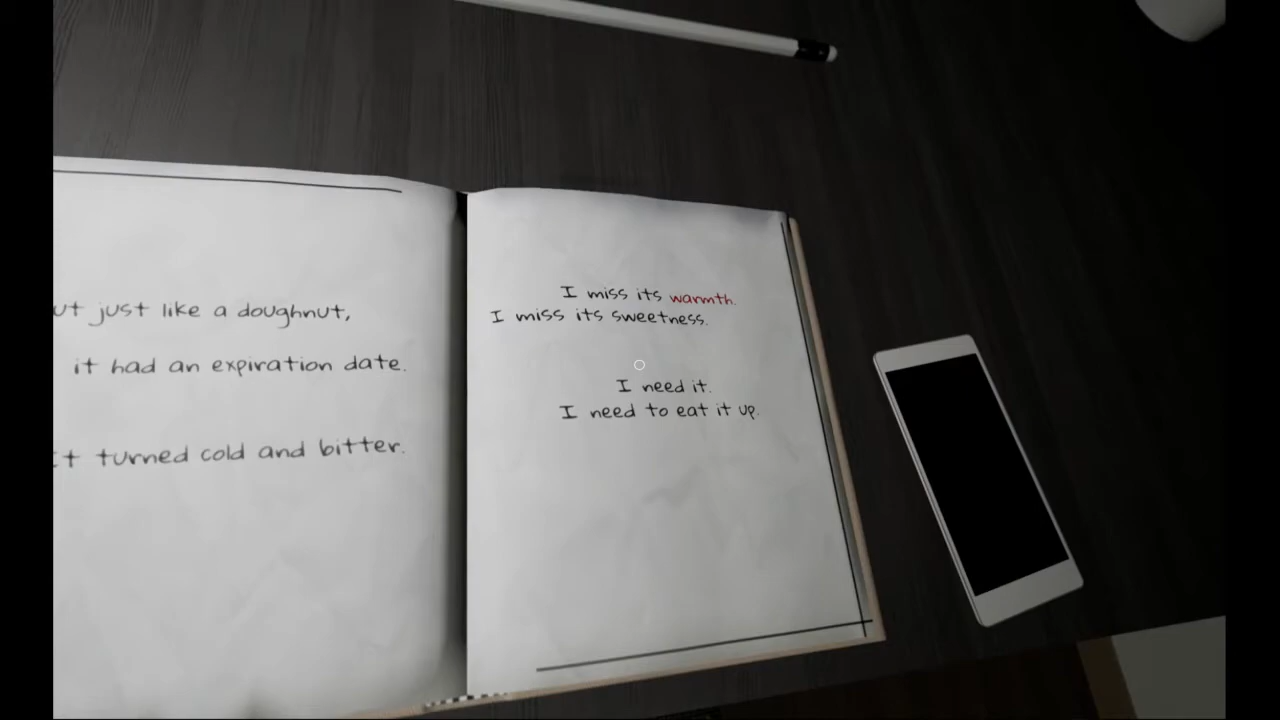 ut just like a doughnut,
it had an expiration date.
It turned cold and bitter.
I miss its warmth.
I miss its sweetness.
I need it.
I need to eat it up.